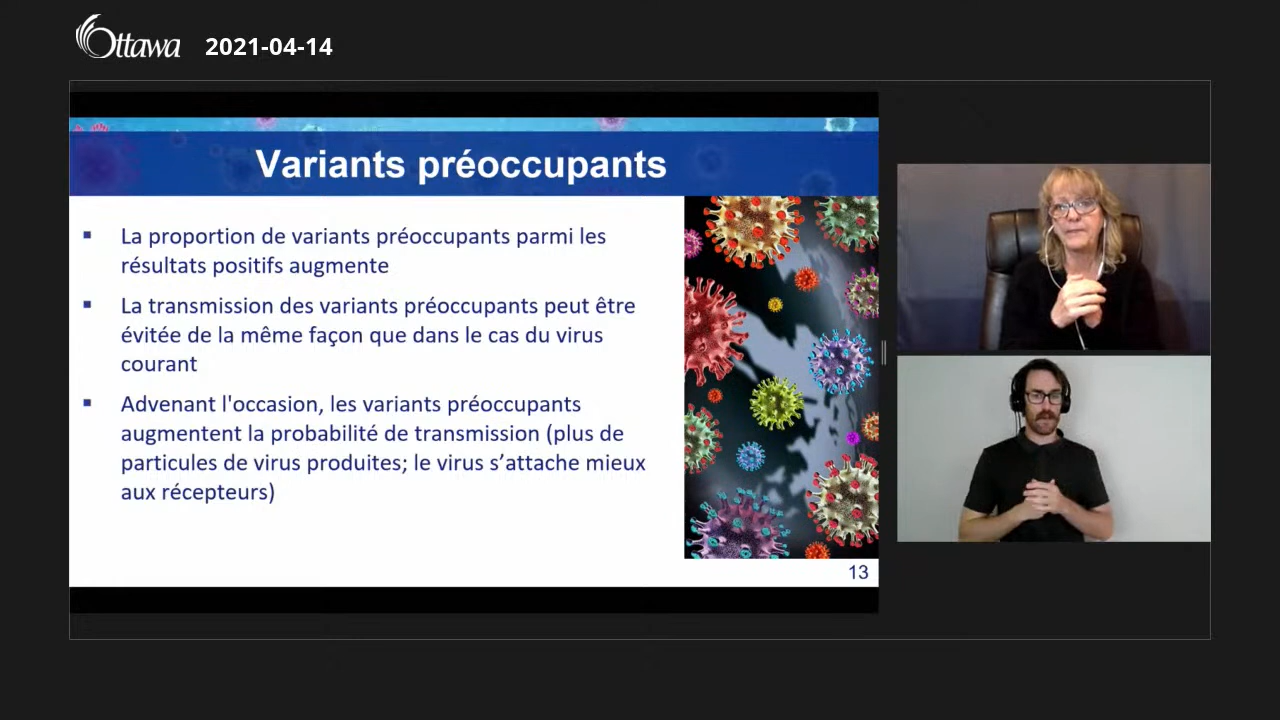 Ottawa 2021-04-14
Variants préoccupants
▪ La proportion de variants préoccupants parmi les
résultats positifs augmente
▪ La transmission des variants préoccupants peut être
évitée de la même façon que dans le cas du virus
courant
▪ Advenant l'occasion, les variants préoccupants
augmentent la probabilité de transmission (plus de
particules de virus produites; le virus s’attache mieux
aux récepteurs)
13